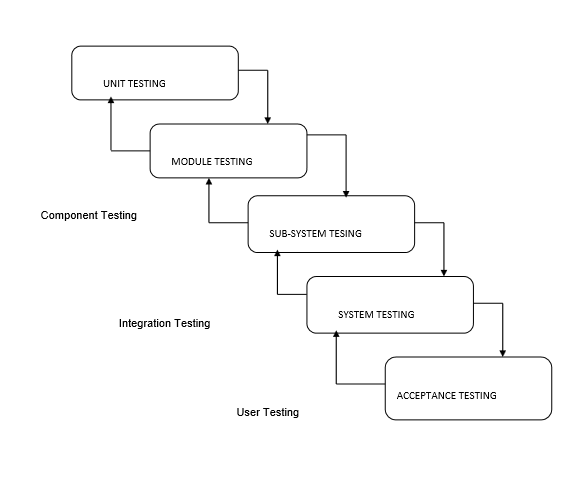 UNIT TESTING
MODULE TESTING
Component Testing
SUB-SYSTEM TESING
SYSTEM TESTING
Integration Testing
ACCEPTANCE TESTING
User Testing